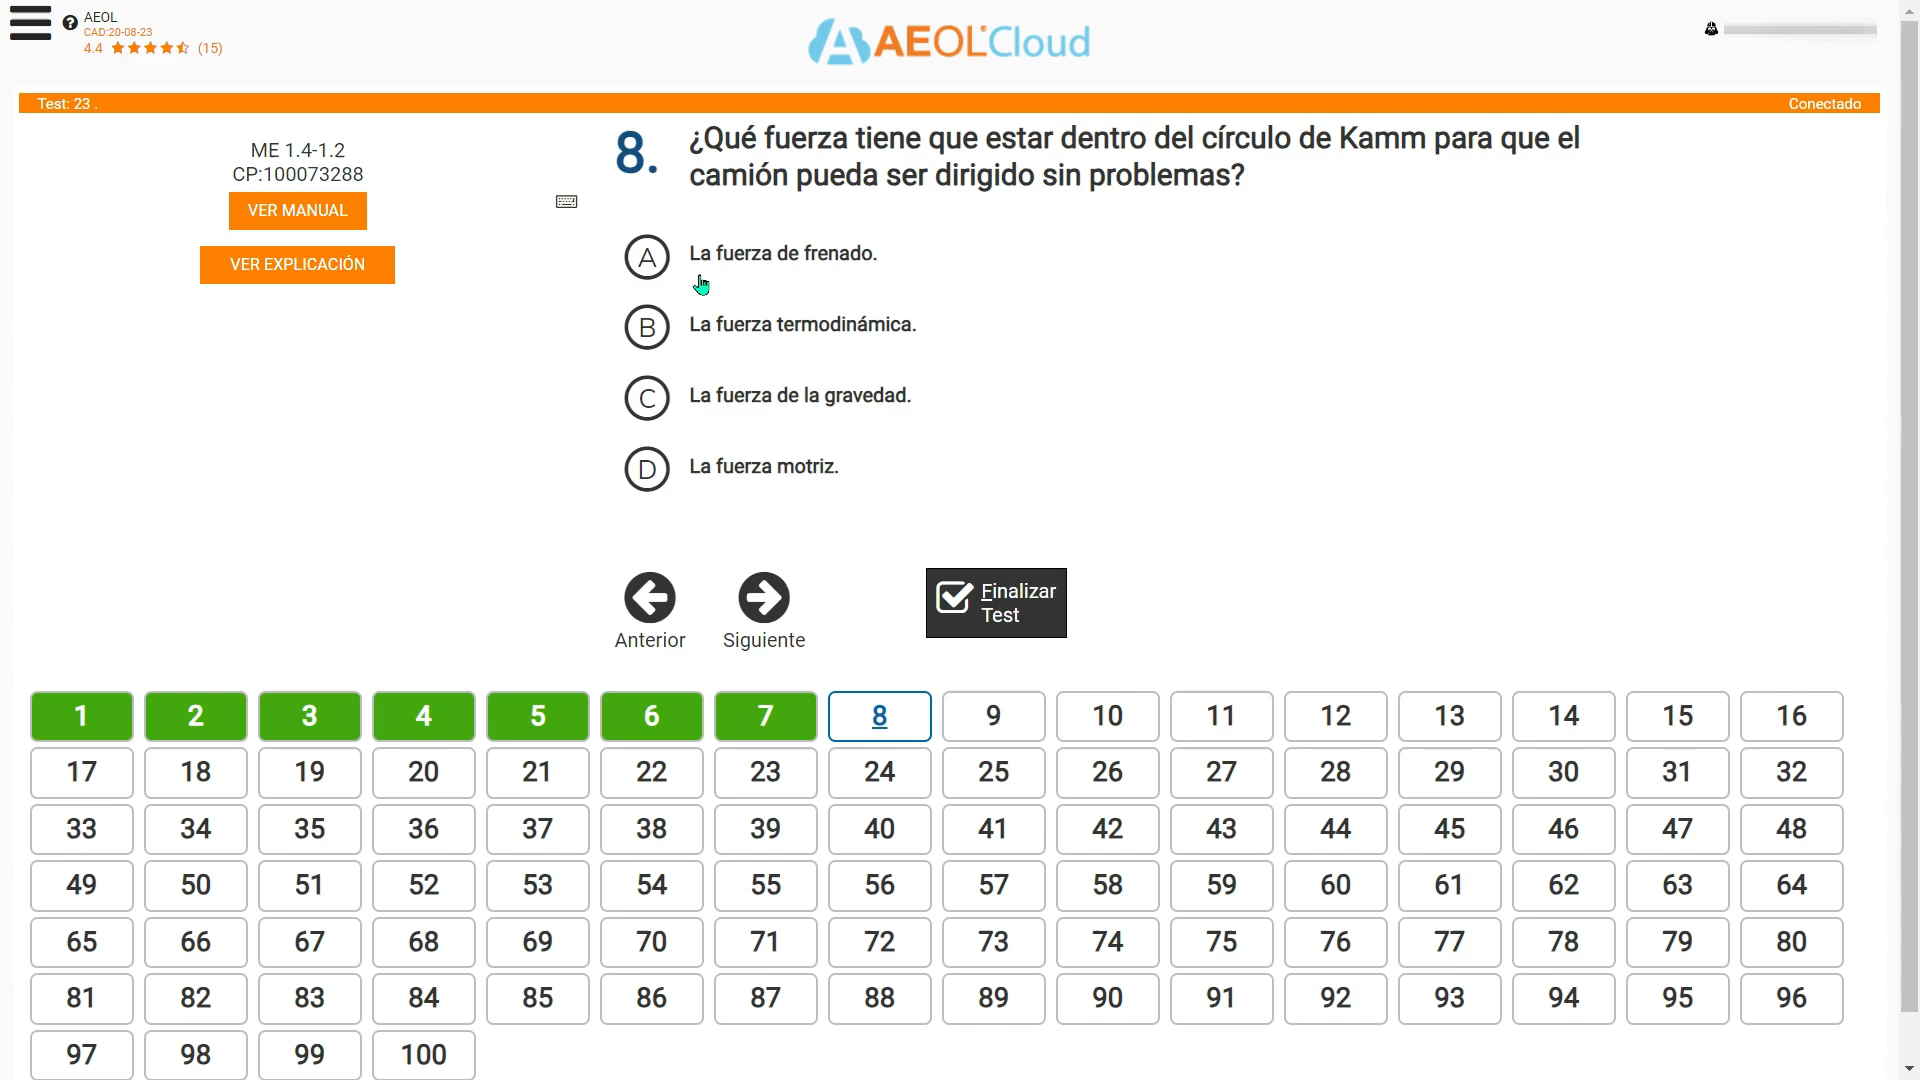 AEOL
CAD:20-08-23
4.4 (15)
AEOL Cloud
Test: 23 .
Conectado
ME 1.4-1.2
CP:100073288
VER MANUAL
VER EXPLICACIÓN
8. ¿Qué fuerza tiene que estar dentro del círculo de Kamm para que el
camión pueda ser dirigido sin problemas?
A La fuerza de frenado.
B La fuerza termodinámica.
C La fuerza de la gravedad.
D La fuerza motriz.
Anterior
Siguiente
Finalizar
Test
1 2 3 4 5 6 7 8 9 10 11 12 13 14 15 16
17 18 19 20 21 22 23 24 25 26 27 28 29 30 31 32
33 34 35 36 37 38 39 40 41 42 43 44 45 46 47 48
49 50 51 52 53 54 55 56 57 58 59 60 61 62 63 64
65 66 67 68 69 70 71 72 73 74 75 76 77 78 79 80
81 82 83 84 85 86 87 88 89 90 91 92 93 94 95 96
97 98 99 100